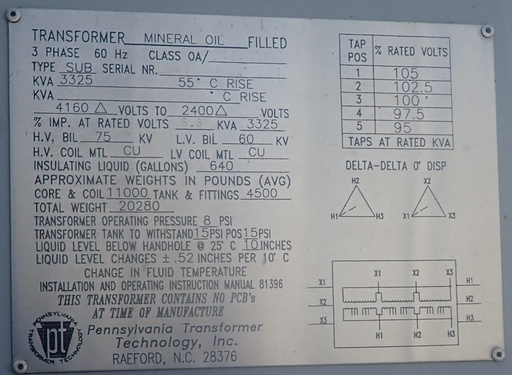 TRANSFORMER MINERAL OIL FILLED
3 PHASE 60 Hz CLASS OA/
TYPE SUB SERIAL NR.
KVA 3325 55° C RISE
KVA ° C RISE
4160 △ VOLTS TO 2400 △ VOLTS
% IMP. AT RATED VOLTS KVA 3325
H.V. BIL 75 KV L.V. BIL 60 KV
H.V. COIL MTL CU LV COIL MTL CU
INSULATING LIQUID (GALLONS) 640
APPROXIMATE WEIGHTS IN POUNDS (AVG)
CORE & COIL 11000 TANK & FITTINGS 4500
TOTAL WEIGHT 20280
TRANSFORMER OPERATING PRESSURE 8 PSI
TRANSFORMER TANK TO WITHSTAND 15 PSI POS 15 PSI
LIQUID LEVEL BELOW HANDHOLE @ 25° C 10 INCHES
LIQUID LEVEL CHANGES ± .52 INCHES PER 10° C
CHANGE IN FLUID TEMPERATURE
INSTALLATION AND OPERATING INSTRUCTION MANUAL 81396
THIS TRANSFORMER CONTAINS NO PCB's
AT TIME OF MANUFACTURE
PENNSYLVANIA
pt
TRANSFORMER TECHNOLOGY
Pennsylvania Transformer
Technology, Inc.
RAEFORD, N.C. 28376
TAP POS % RATED VOLTS
1 105
2 102.5
3 100
4 97.5
5 95
TAPS AT RATED KVA
DELTA-DELTA 0° DISP
H2 X2
H1 H3 X1 X3
X1 X2 X3
X1 H1
X2 H2
X3 H3
H1 H2 H3